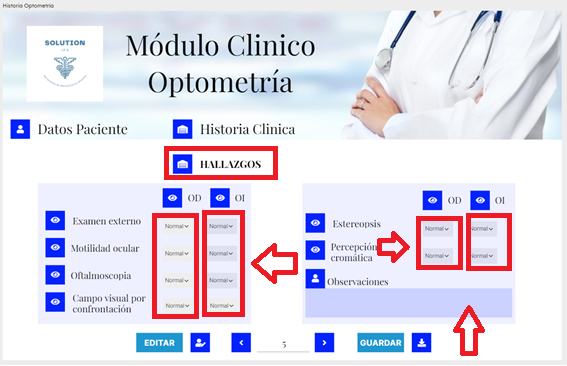 Historia Optometria
SOLUTION
Módulo Clinico
Optometría
Datos Paciente
Historia Clinica
HALLAZGOS
OD
OI
Examen externo
Normal
Normal
Motilidad ocular
Normal
Normal
Oftalmoscopia
Normal
Normal
Campo visual por
confrontación
Normal
Normal
OD
OI
Estereopsis
Normal
Normal
Percepción
cromática
Normal
Normal
Observaciones
EDITAR
5
GUARDAR